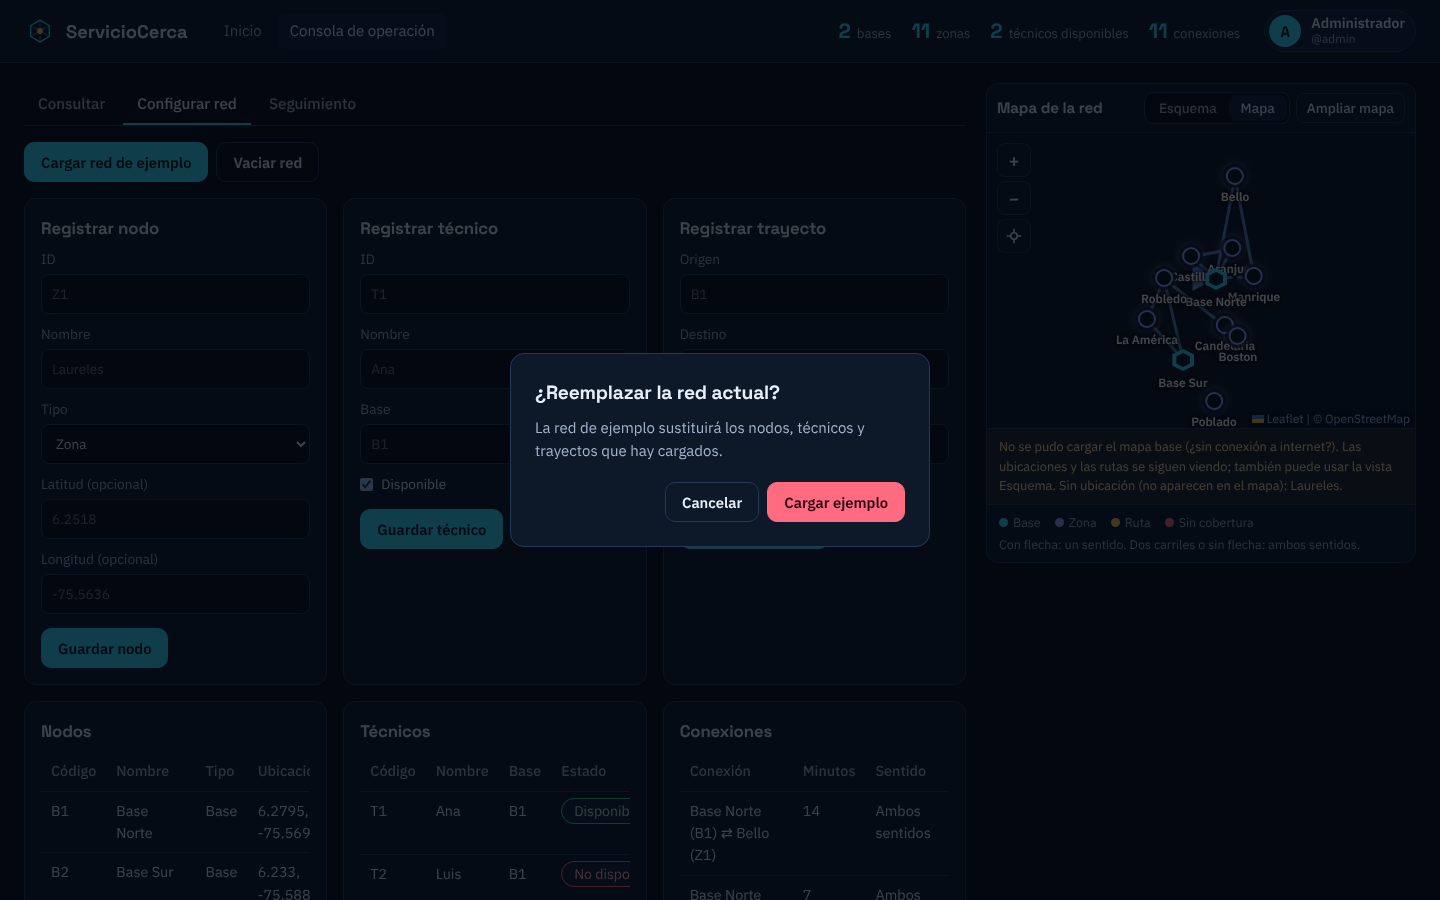 ServicioCerca
Inicio
Consola de operación
2 bases
11 zonas
2 técnicos disponibles
11 conexiones
A
Administrador
@admin
Consultar
Configurar red
Seguimiento
Cargar red de ejemplo
Vaciar red
Registrar nodo
ID
Z1
Nombre
Laureles
Tipo
Zona
Latitud (opcional)
6.2518
Longitud (opcional)
-75.5636
Guardar nodo
Registrar técnico
ID
T1
Nombre
Ana
Base
B1
Disponible
Guardar técnico
Registrar trayecto
Origen
B1
Destino
¿Reemplazar la red actual?
La red de ejemplo sustituirá los nodos, técnicos y
trayectos que hay cargados.
Cancelar
Cargar ejemplo
Mapa de la red
Esquema
Mapa
Ampliar mapa
+
−
Bello
Aranju
Castill
Robledo
Base Norte
Manrique
La América
Candelaria
Boston
Base Sur
Poblado
Leaflet | © OpenStreetMap
No se pudo cargar el mapa base (¿sin conexión a internet?). Las
ubicaciones y las rutas se siguen viendo; también puede usar la vista
Esquema. Sin ubicación (no aparecen en el mapa): Laureles.
Base
Zona
Ruta
Sin cobertura
Con flecha: un sentido. Dos carriles o sin flecha: ambos sentidos.
Nodos
Código Nombre Tipo Ubicació
B1 Base Base 6.2795,
Norte -75.569
B2 Base Sur Base 6.233,
-75.588
Técnicos
Código Nombre Base Estado
T1 Ana B1 Disponib
T2 Luis B1 No dispo
Conexiones
Conexión Minutos Sentido
Base Norte 14 Ambos
(B1) ⇄ Bello sentidos
(Z1)
Base Norte 7 Ambos